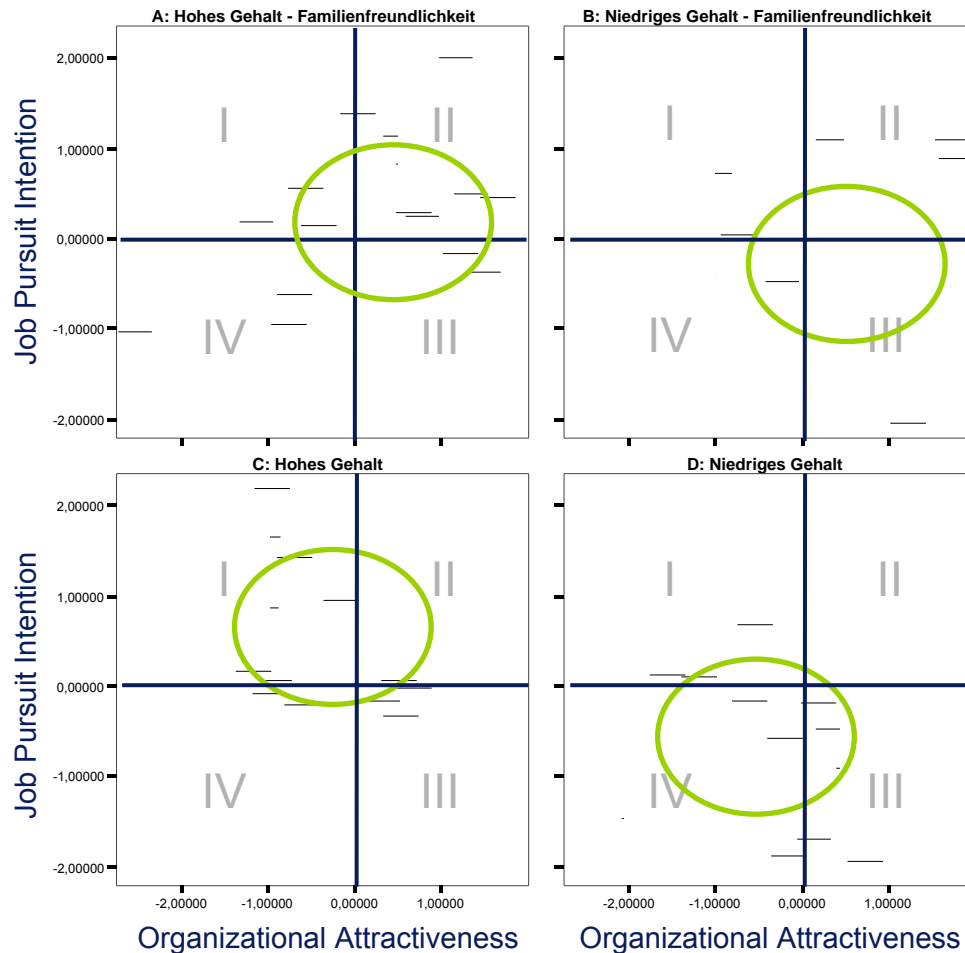 A: Hohes Gehalt - Familienfreundlichkeit
B: Niedriges Gehalt - Familienfreundlichkeit
Job Pursuit Intention
2,00000
1,00000
0,00000
-1,00000
-2,00000
I
II
IV
III
I
II
IV
III
C: Hohes Gehalt
D: Niedriges Gehalt
Job Pursuit Intention
2,00000
1,00000
0,00000
-1,00000
-2,00000
I
II
IV
III
I
II
IV
III
-2,00000 -1,00000 0,00000 1,00000
-2,00000 -1,00000 0,00000 1,00000
Organizational Attractiveness
Organizational Attractiveness